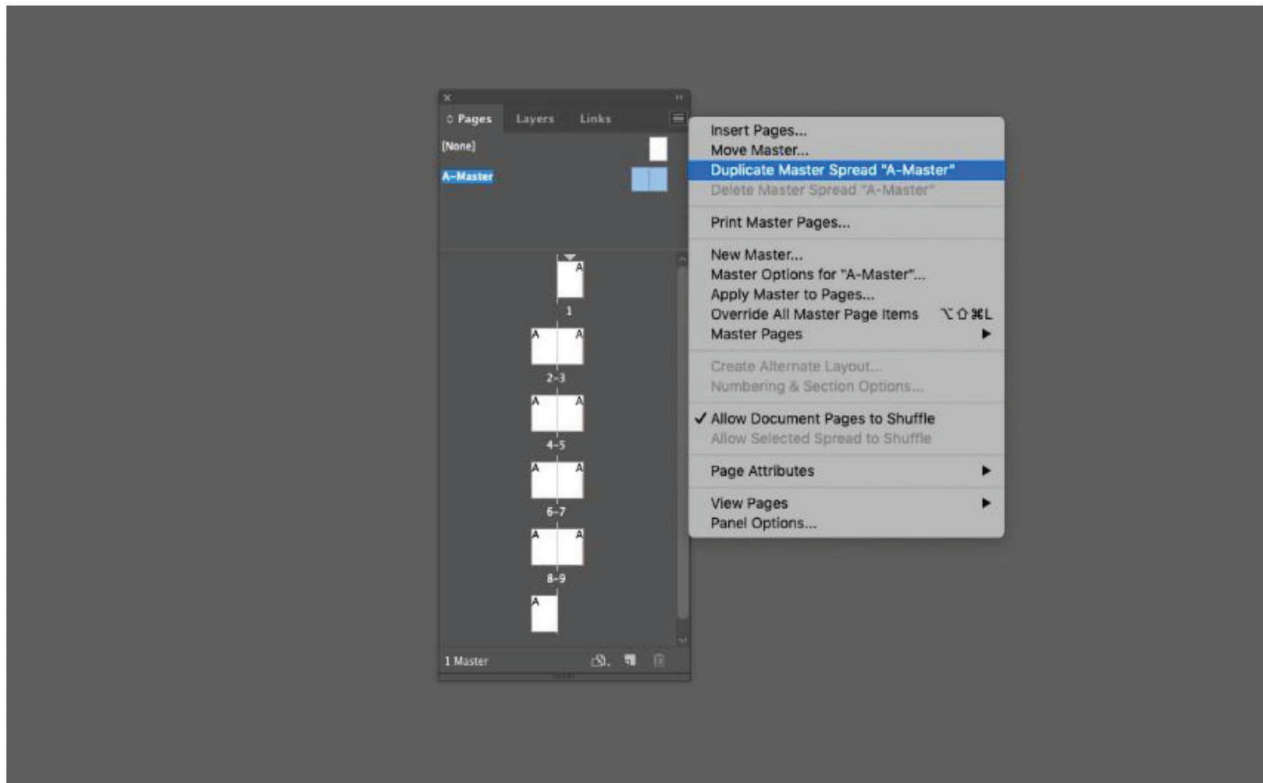 Pages Layers Links
[None]
A-Master
A
1
A A
2-3
A A
4-5
A A
6-7
A A
8-9
A
1 Master
Insert Pages...
Move Master...
Duplicate Master Spread "A-Master"
Delete Master Spread "A-Master"
Print Master Pages...
New Master...
Master Options for "A-Master"...
Apply Master to Pages...
Override All Master Page Items ⌥⇧⌘L
Master Pages
Create Alternate Layout...
Numbering & Section Options...
✓ Allow Document Pages to Shuffle
Allow Selected Spread to Shuffle
Page Attributes
View Pages
Panel Options...